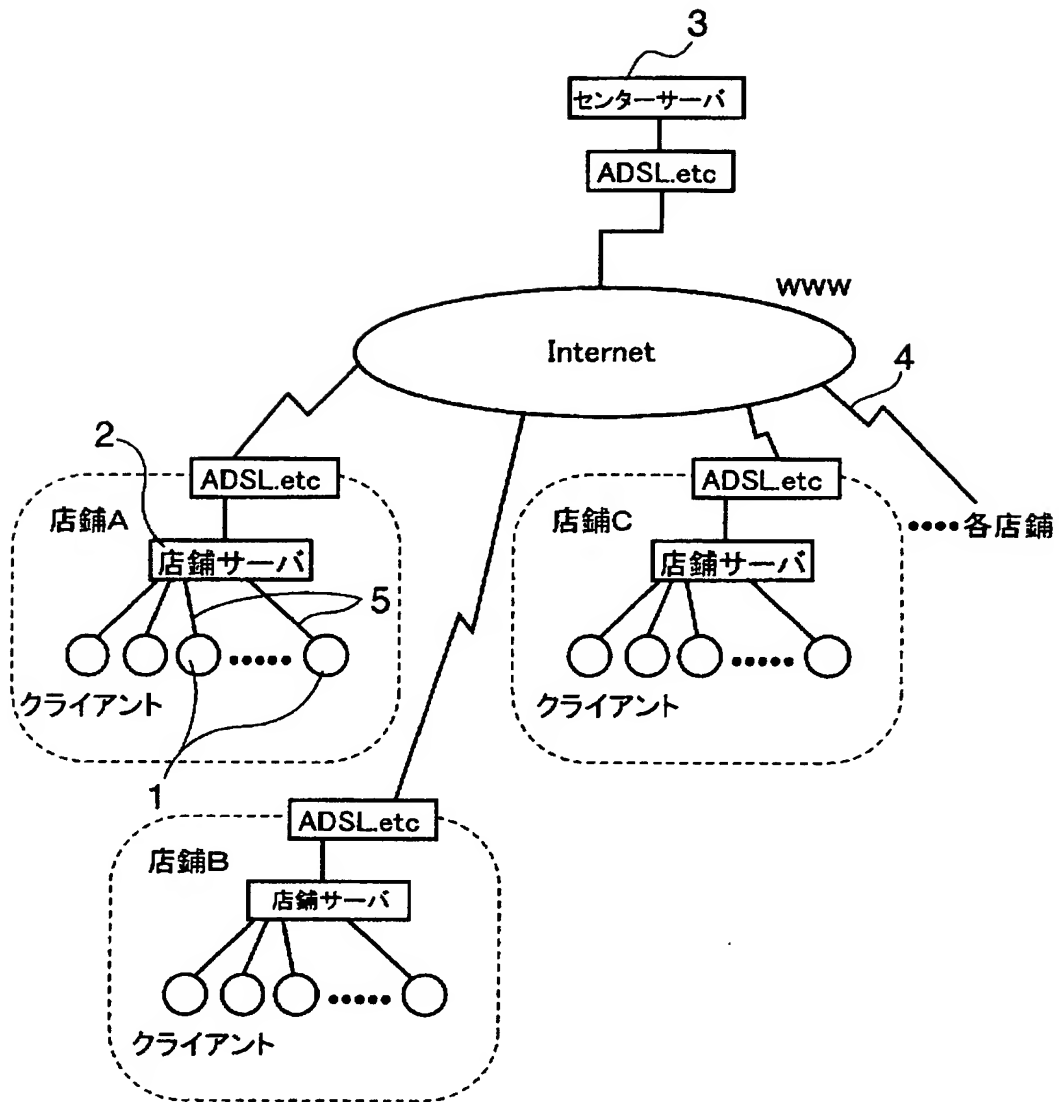 3
センターサーバ
ADSL.etc
www
Internet
4
2
ADSL.etc
店舗A
店舗サーバ
5
クライアント
1
ADSL.etc
店舗C
店舗サーバ
クライアント
•••••各店舗
ADSL.etc
店舗B
店舗サーバ
クライアント